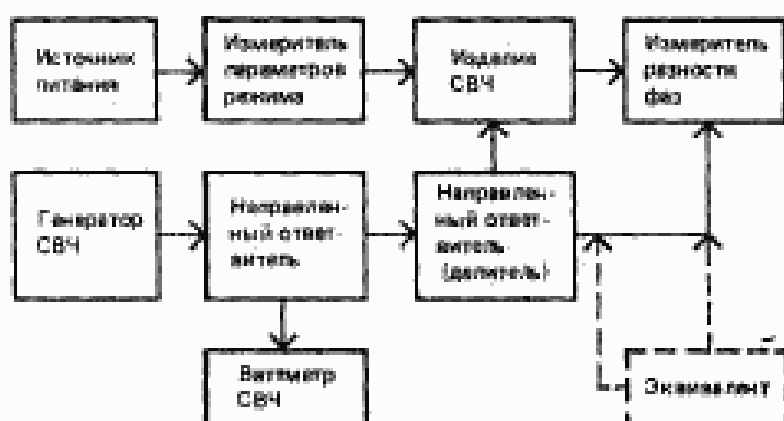 Источник
питания
Измеритель
параметров
режима
Изделие
СВЧ
Измеритель
разности
фаз
Генератор
СВЧ
Направлен-
ный ответ-
витель
Направлен-
ный ответ-
витель
(делитель)
Ваттметр
СВЧ
Эквивалент